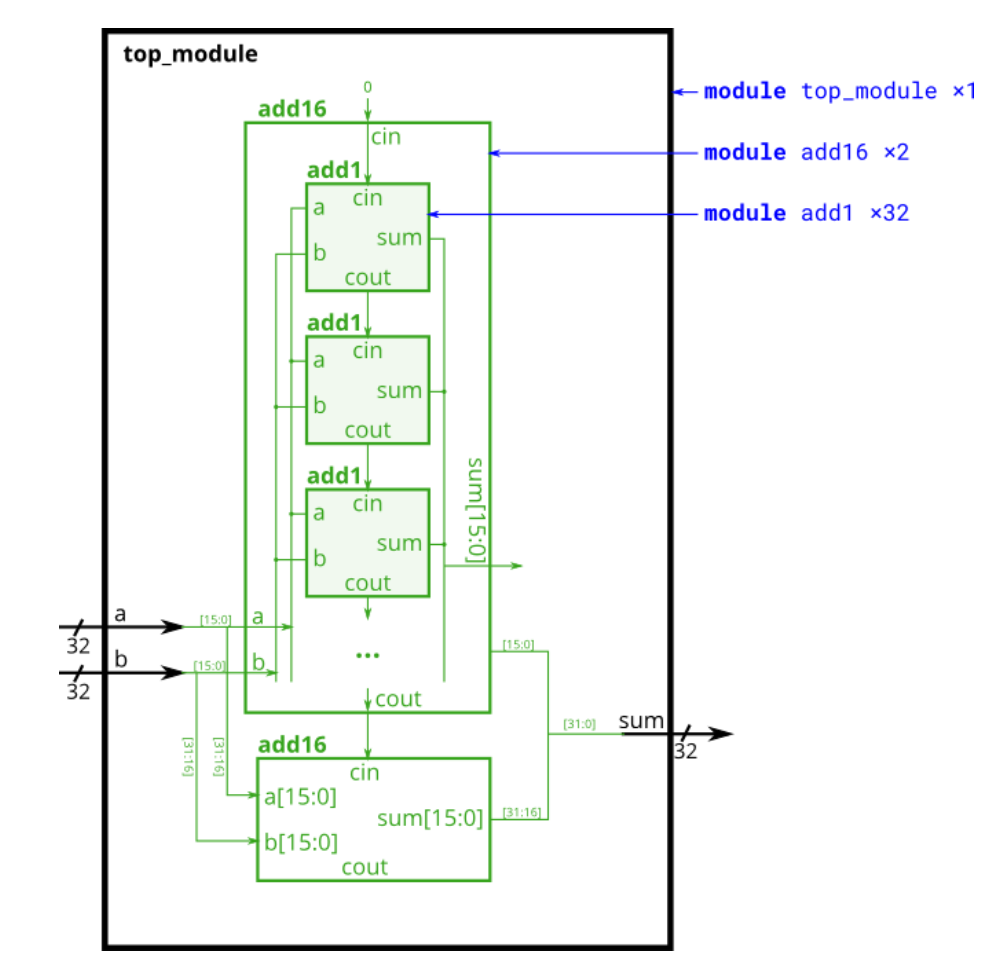 top_module
module top_module ×1
0
add16
cin
module add16 ×2
add1
cin
a
module add1 ×32
sum
b
cout
add1
cin
a
sum
b
cout
add1
cin
a
sum
b
cout
sum[15:0]
a
[15:0]
a
32
b
[15:0]
b
32
...
[15:0]
cout
[31:0]
sum
32
[31:16]
[31:16]
add16
cin
a[15:0]
sum[15:0]
[31:16]
b[15:0]
cout